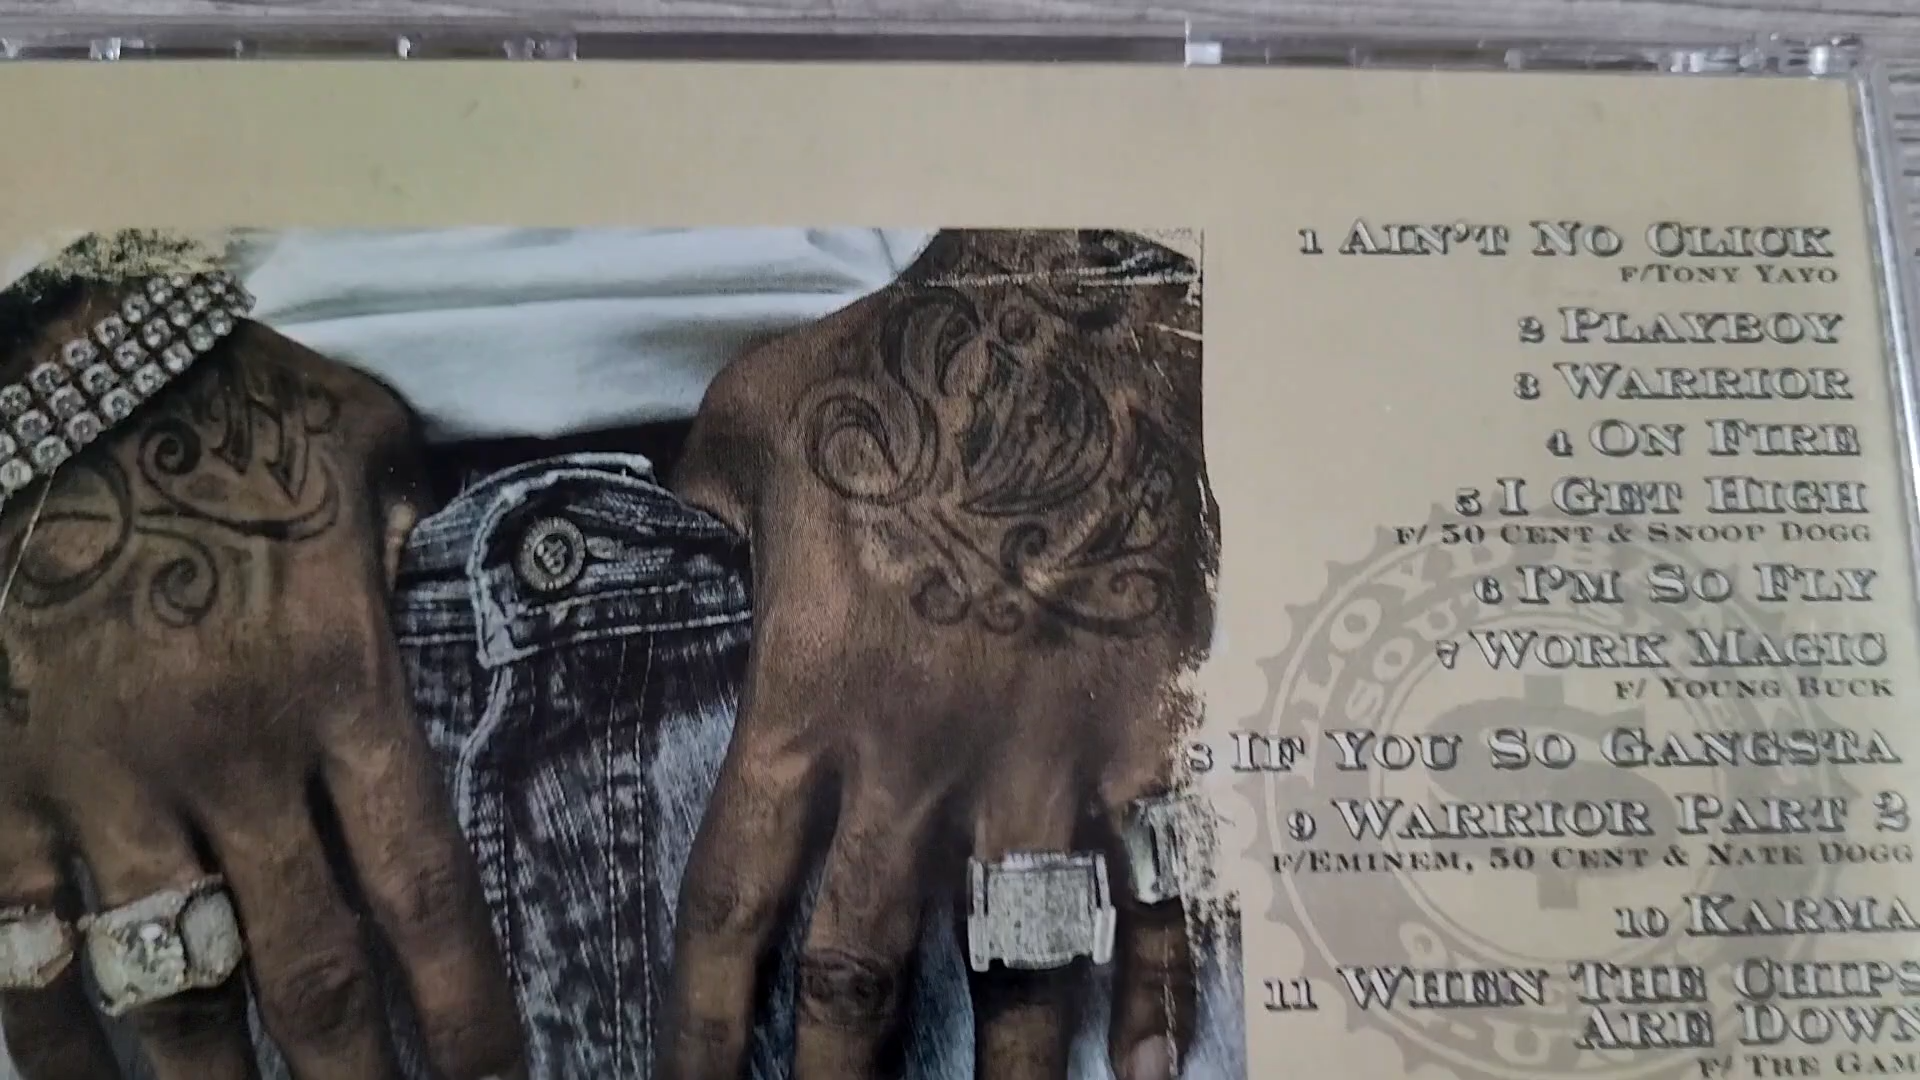 1 AIN'T NO CLICK
F/TONY YAYO
2 PLAYBOY
3 WARRIOR
4 ON FIRE
5 I GET HIGH
F/ 50 CENT & SNOOP DOGG
6 I'M SO FLY
7 WORK MAGIC
F/ YOUNG BUCK
8 IF YOU SO GANGSTA
9 WARRIOR PART 2
F/EMINEM, 50 CENT & NATE DOGG
10 KARMA
11 WHEN THE CHIPS
ARE DOWN
F/ THE GAM